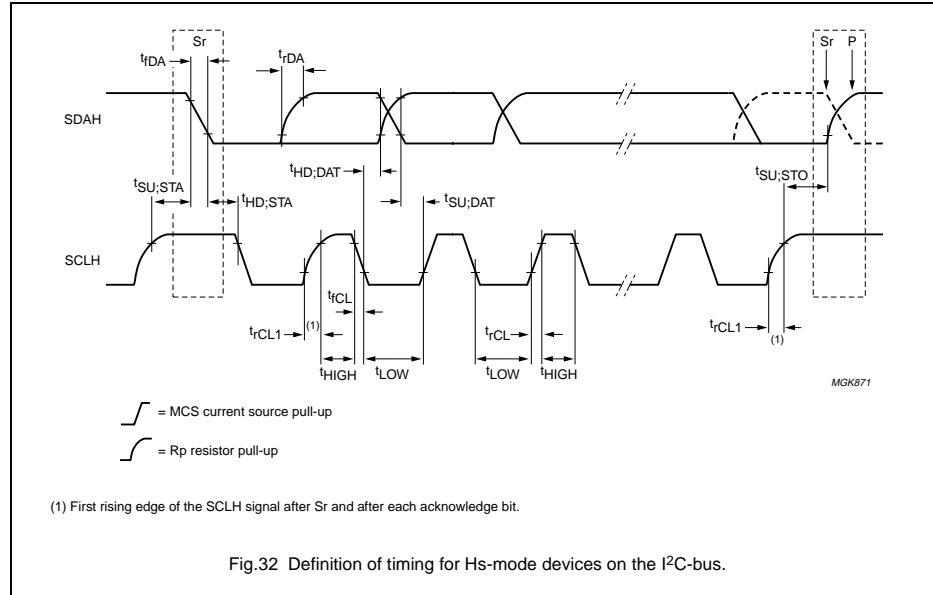 Sr
tfDA
trDA
Sr P
SDAH
tHD;DAT
tSU;STA
tHD;STA
tSU;DAT
tSU;STO
SCLH
tfCL
trCL1
(1)
trCL
trCL1
(1)
tHIGH
tLOW
tLOW
tHIGH
MGK871
= MCS current source pull-up
= Rp resistor pull-up
(1) First rising edge of the SCLH signal after Sr and after each acknowledge bit.
Fig.32 Definition of timing for Hs-mode devices on the I2C-bus.